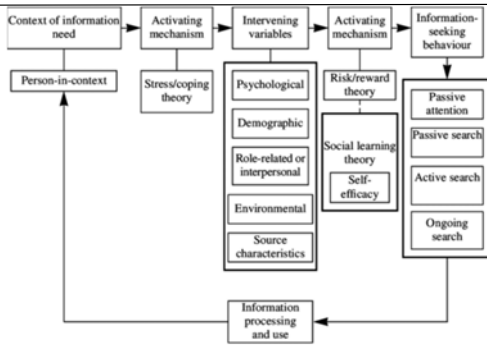 Context of information
need
Activating
mechanism
Intervening
variables
Activating
mechanism
Information-
seeking
behaviour
Person-in-context
Stress/coping
theory
Psychological
Demographic
Role-related or
interpersonal
Environmental
Source
characteristics
Risk/reward
theory
Social learning
theory
Self-
efficacy
Passive
attention
Passive search
Active search
Ongoing
search
Information
processing
and use